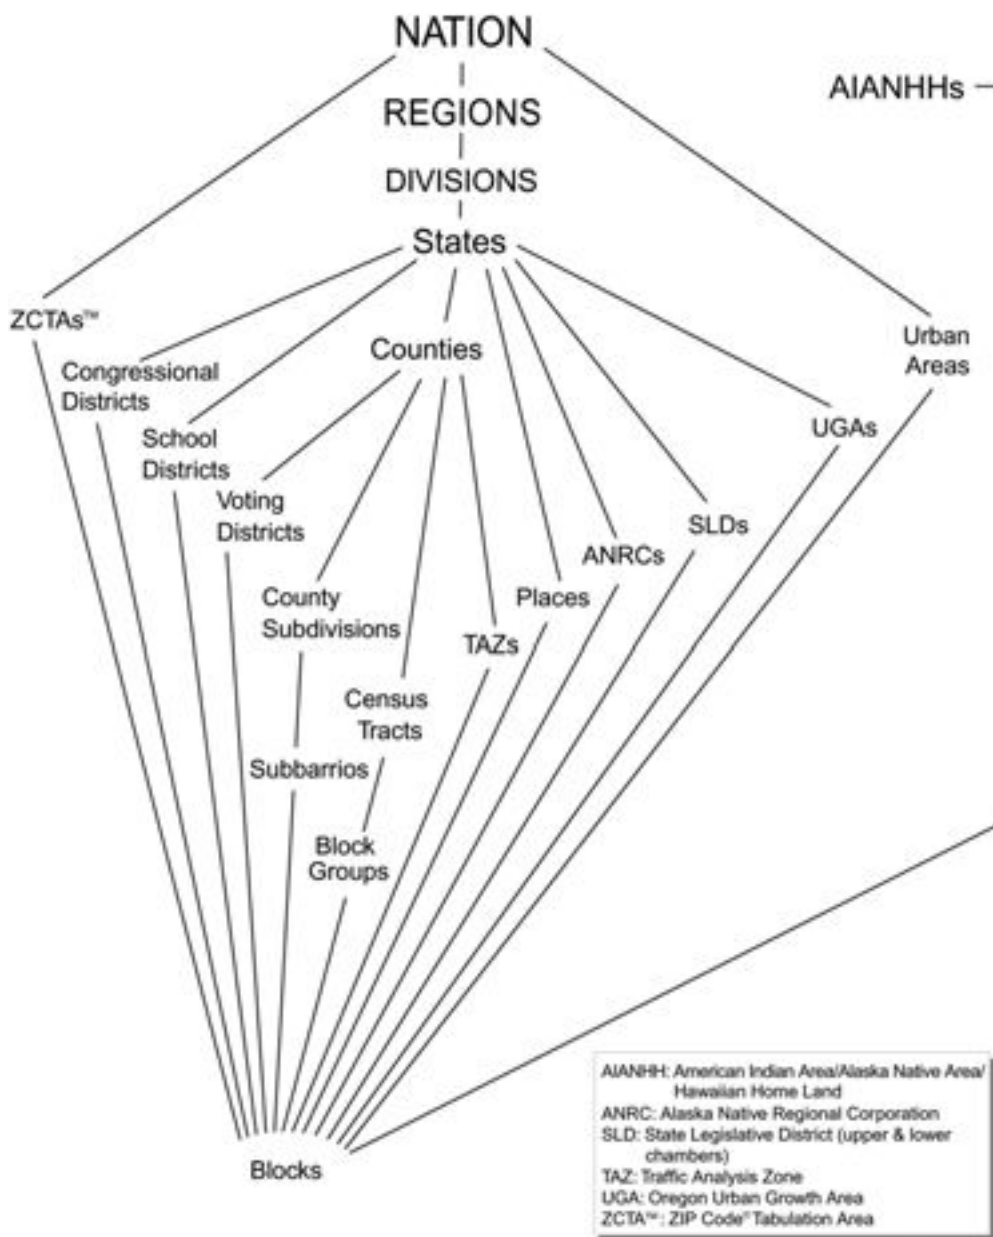 NATION
AIANHHs
REGIONS
DIVISIONS
States
ZCTAs™
Counties
Urban
Areas
Congressional
Districts
UGAs
School
Districts
Voting
Districts
SLDs
ANRCs
County
Subdivisions
Places
TAZs
Census
Tracts
Subbarrios
Block
Groups
Blocks
AIANHH: American Indian Area/Alaska Native Area/
Hawaiian Home Land
ANRC: Alaska Native Regional Corporation
SLD: State Legislative District (upper & lower
chambers)
TAZ: Traffic Analysis Zone
UGA: Oregon Urban Growth Area
ZCTA™: ZIP Code® Tabulation Area